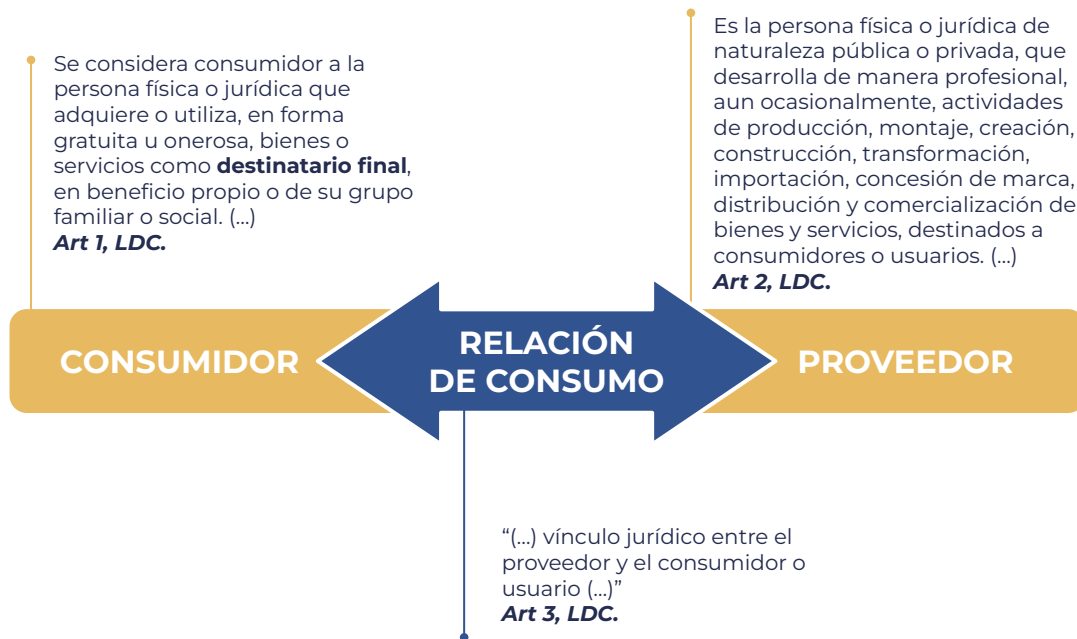 Se considera consumidor a la
persona física o jurídica que
adquiere o utiliza, en forma
gratuita u onerosa, bienes o
servicios como destinatario final,
en beneficio propio o de su grupo
familiar o social. (...)
Art 1, LDC.
Es la persona física o jurídica de
naturaleza pública o privada, que
desarrolla de manera profesional,
aun ocasionalmente, actividades
de producción, montaje, creación,
construcción, transformación,
importación, concesión de marca,
distribución y comercialización de
bienes y servicios, destinados a
consumidores o usuarios. (...)
Art 2, LDC.
CONSUMIDOR
RELACIÓN
DE CONSUMO
PROVEEDOR
“(...) vínculo jurídico entre el
proveedor y el consumidor o
usuario (...)”
Art 3, LDC.